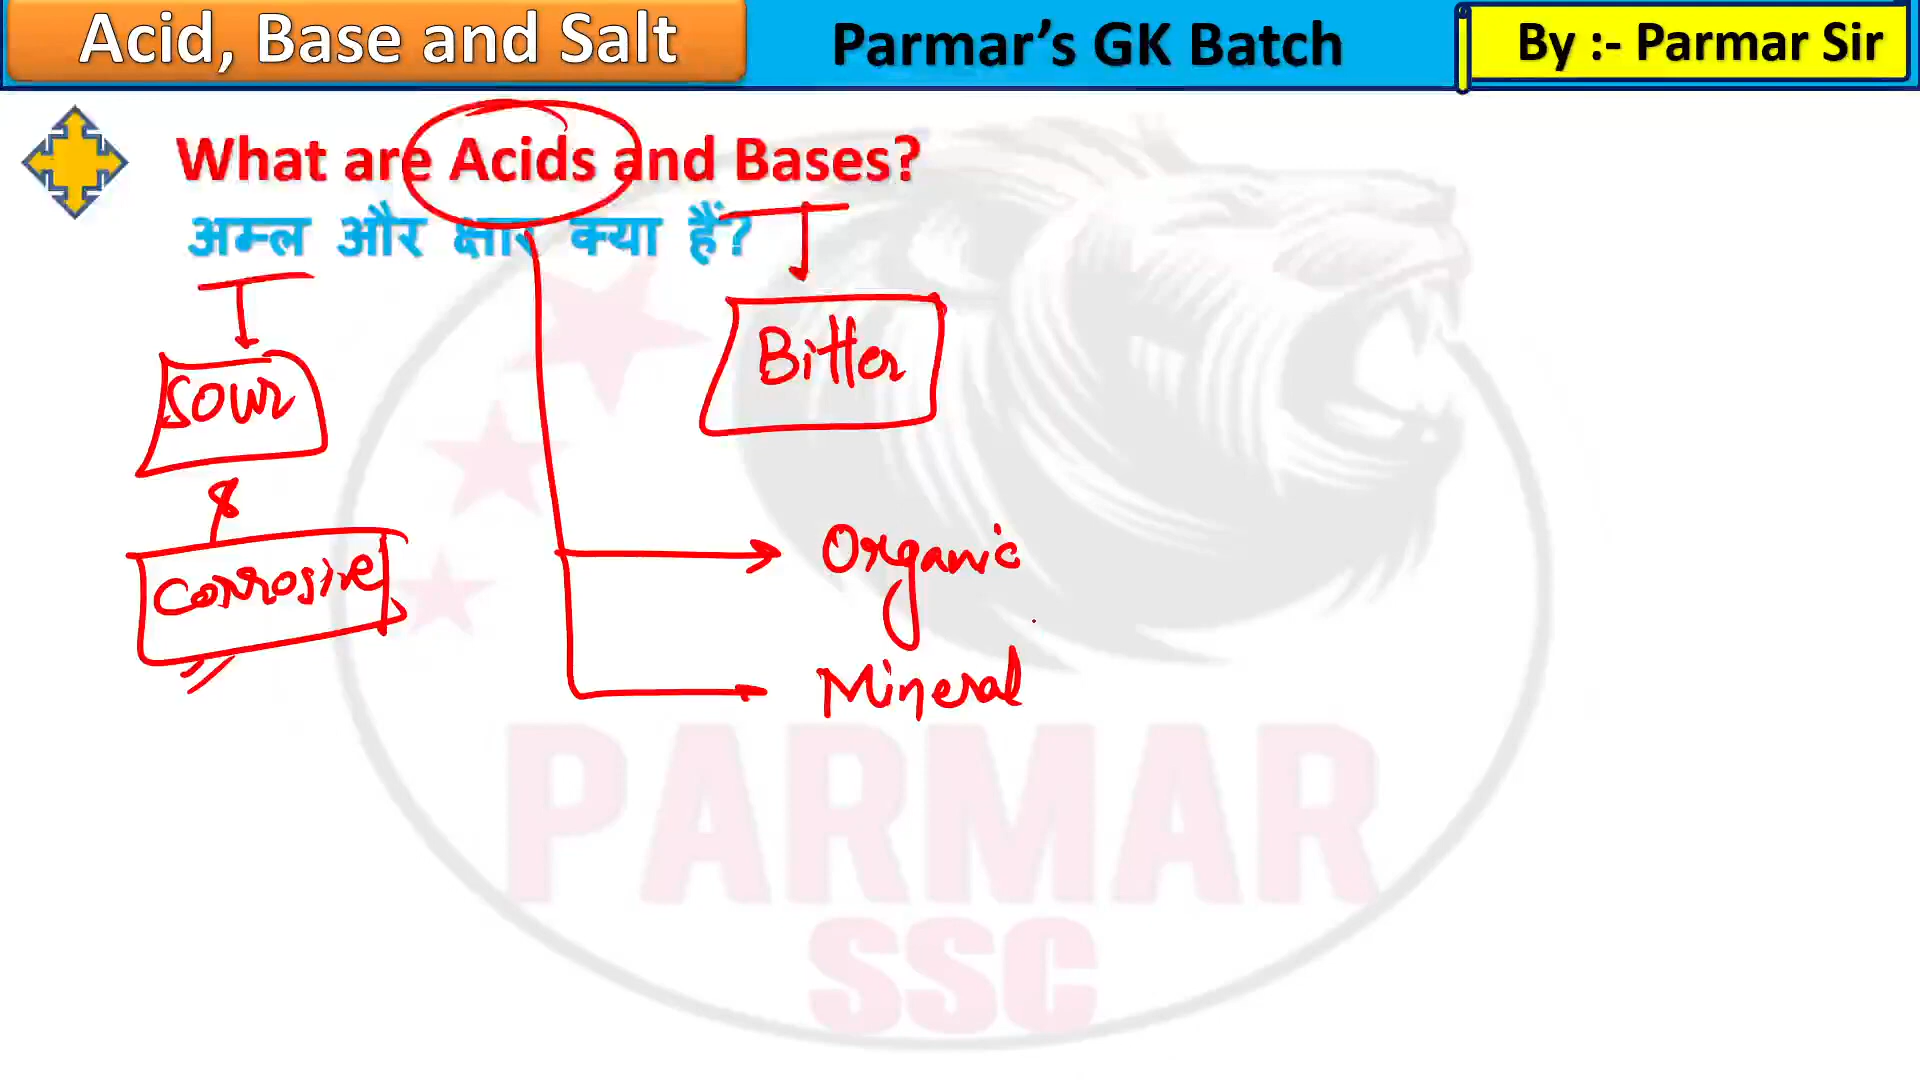 Acid, Base and Salt
Parmar’s GK Batch
By :- Parmar Sir
What are Acids and Bases?
अम्ल और क्षार क्या हैं?
Sour
&
Corrosive
Bitter
Organic
Mineral
PARMAR
SSC